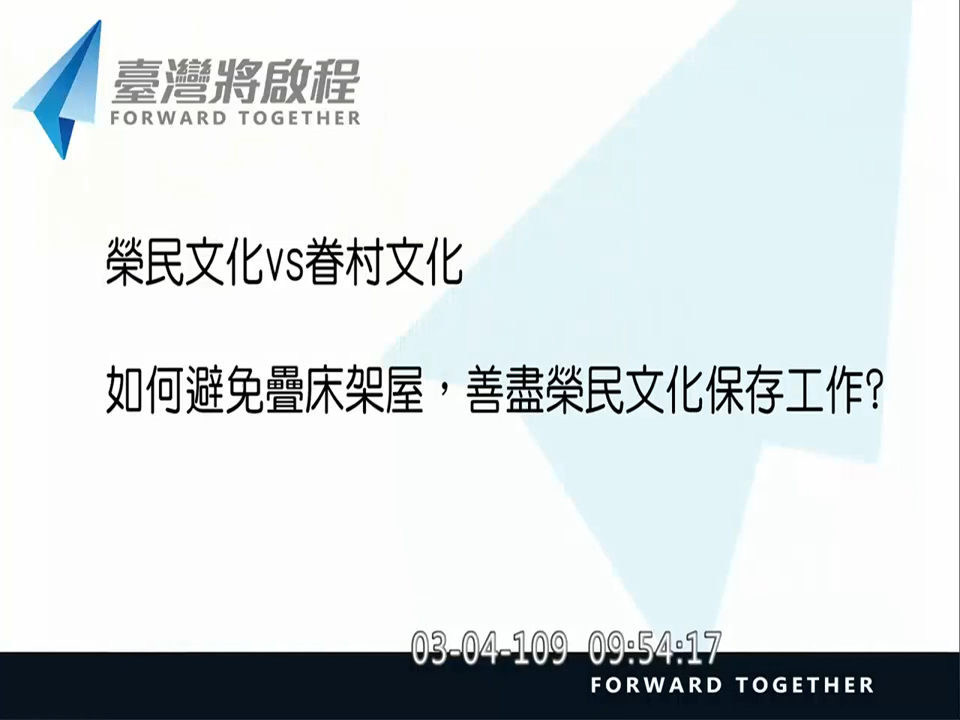 臺灣將啟程
FORWARD TOGETHER
榮民文化vs眷村文化
如何避免疊床架屋，善盡榮民文化保存工作?
03-04-109 09:54:17
FORWARD TOGETHER